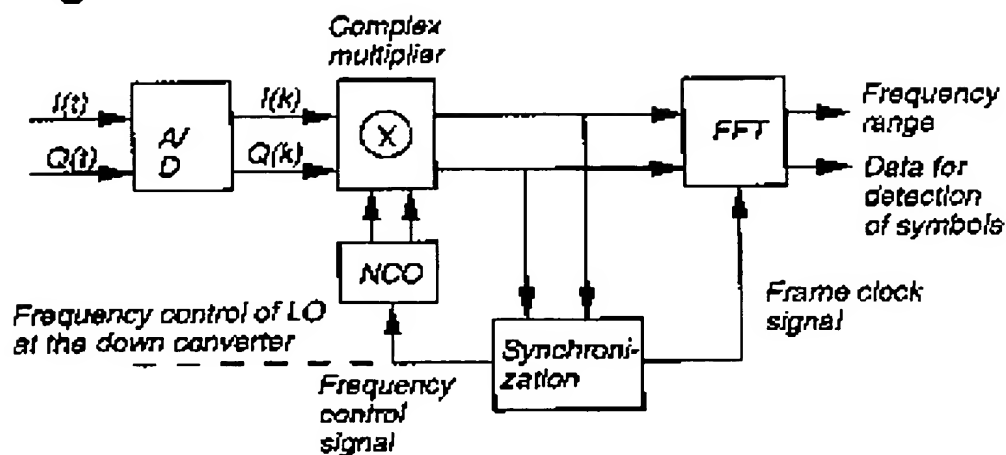 Complex
multiplier
I(t)
I(k)
Q(t)
Q(k)
A/
D
X
FFT
Frequency
range
Data for
detection
of symbols
NCO
Frequency control of LO
at the down converter
Frame clock
signal
Synchroni-
zation
Frequency
control
signal